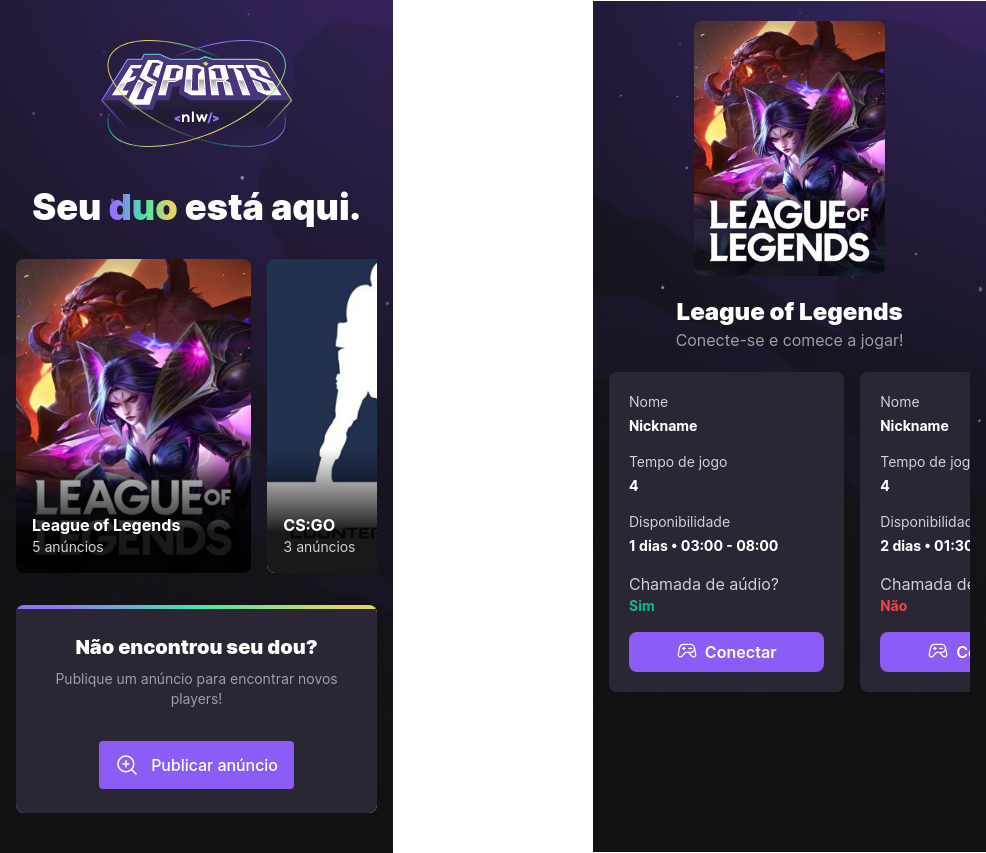 ESPORTS
<nlw/>
Seu duo está aqui.
LEAGUE OF
LEGENDS
League of Legends
5 anúncios
COUNTER
CS:GO
3 anúncios
Não encontrou seu dou?
Publique um anúncio para encontrar novos
players!
Publicar anúncio
LEAGUE OF
LEGENDS
League of Legends
Conecte-se e comece a jogar!
Nome
Nickname
Tempo de jogo
4
Disponibilidade
1 dias • 03:00 - 08:00
Chamada de aúdio?
Sim
Conectar
Nome
Nickname
Tempo de jog
4
Disponibilidad
2 dias • 01:30
Chamada de
Não
Co